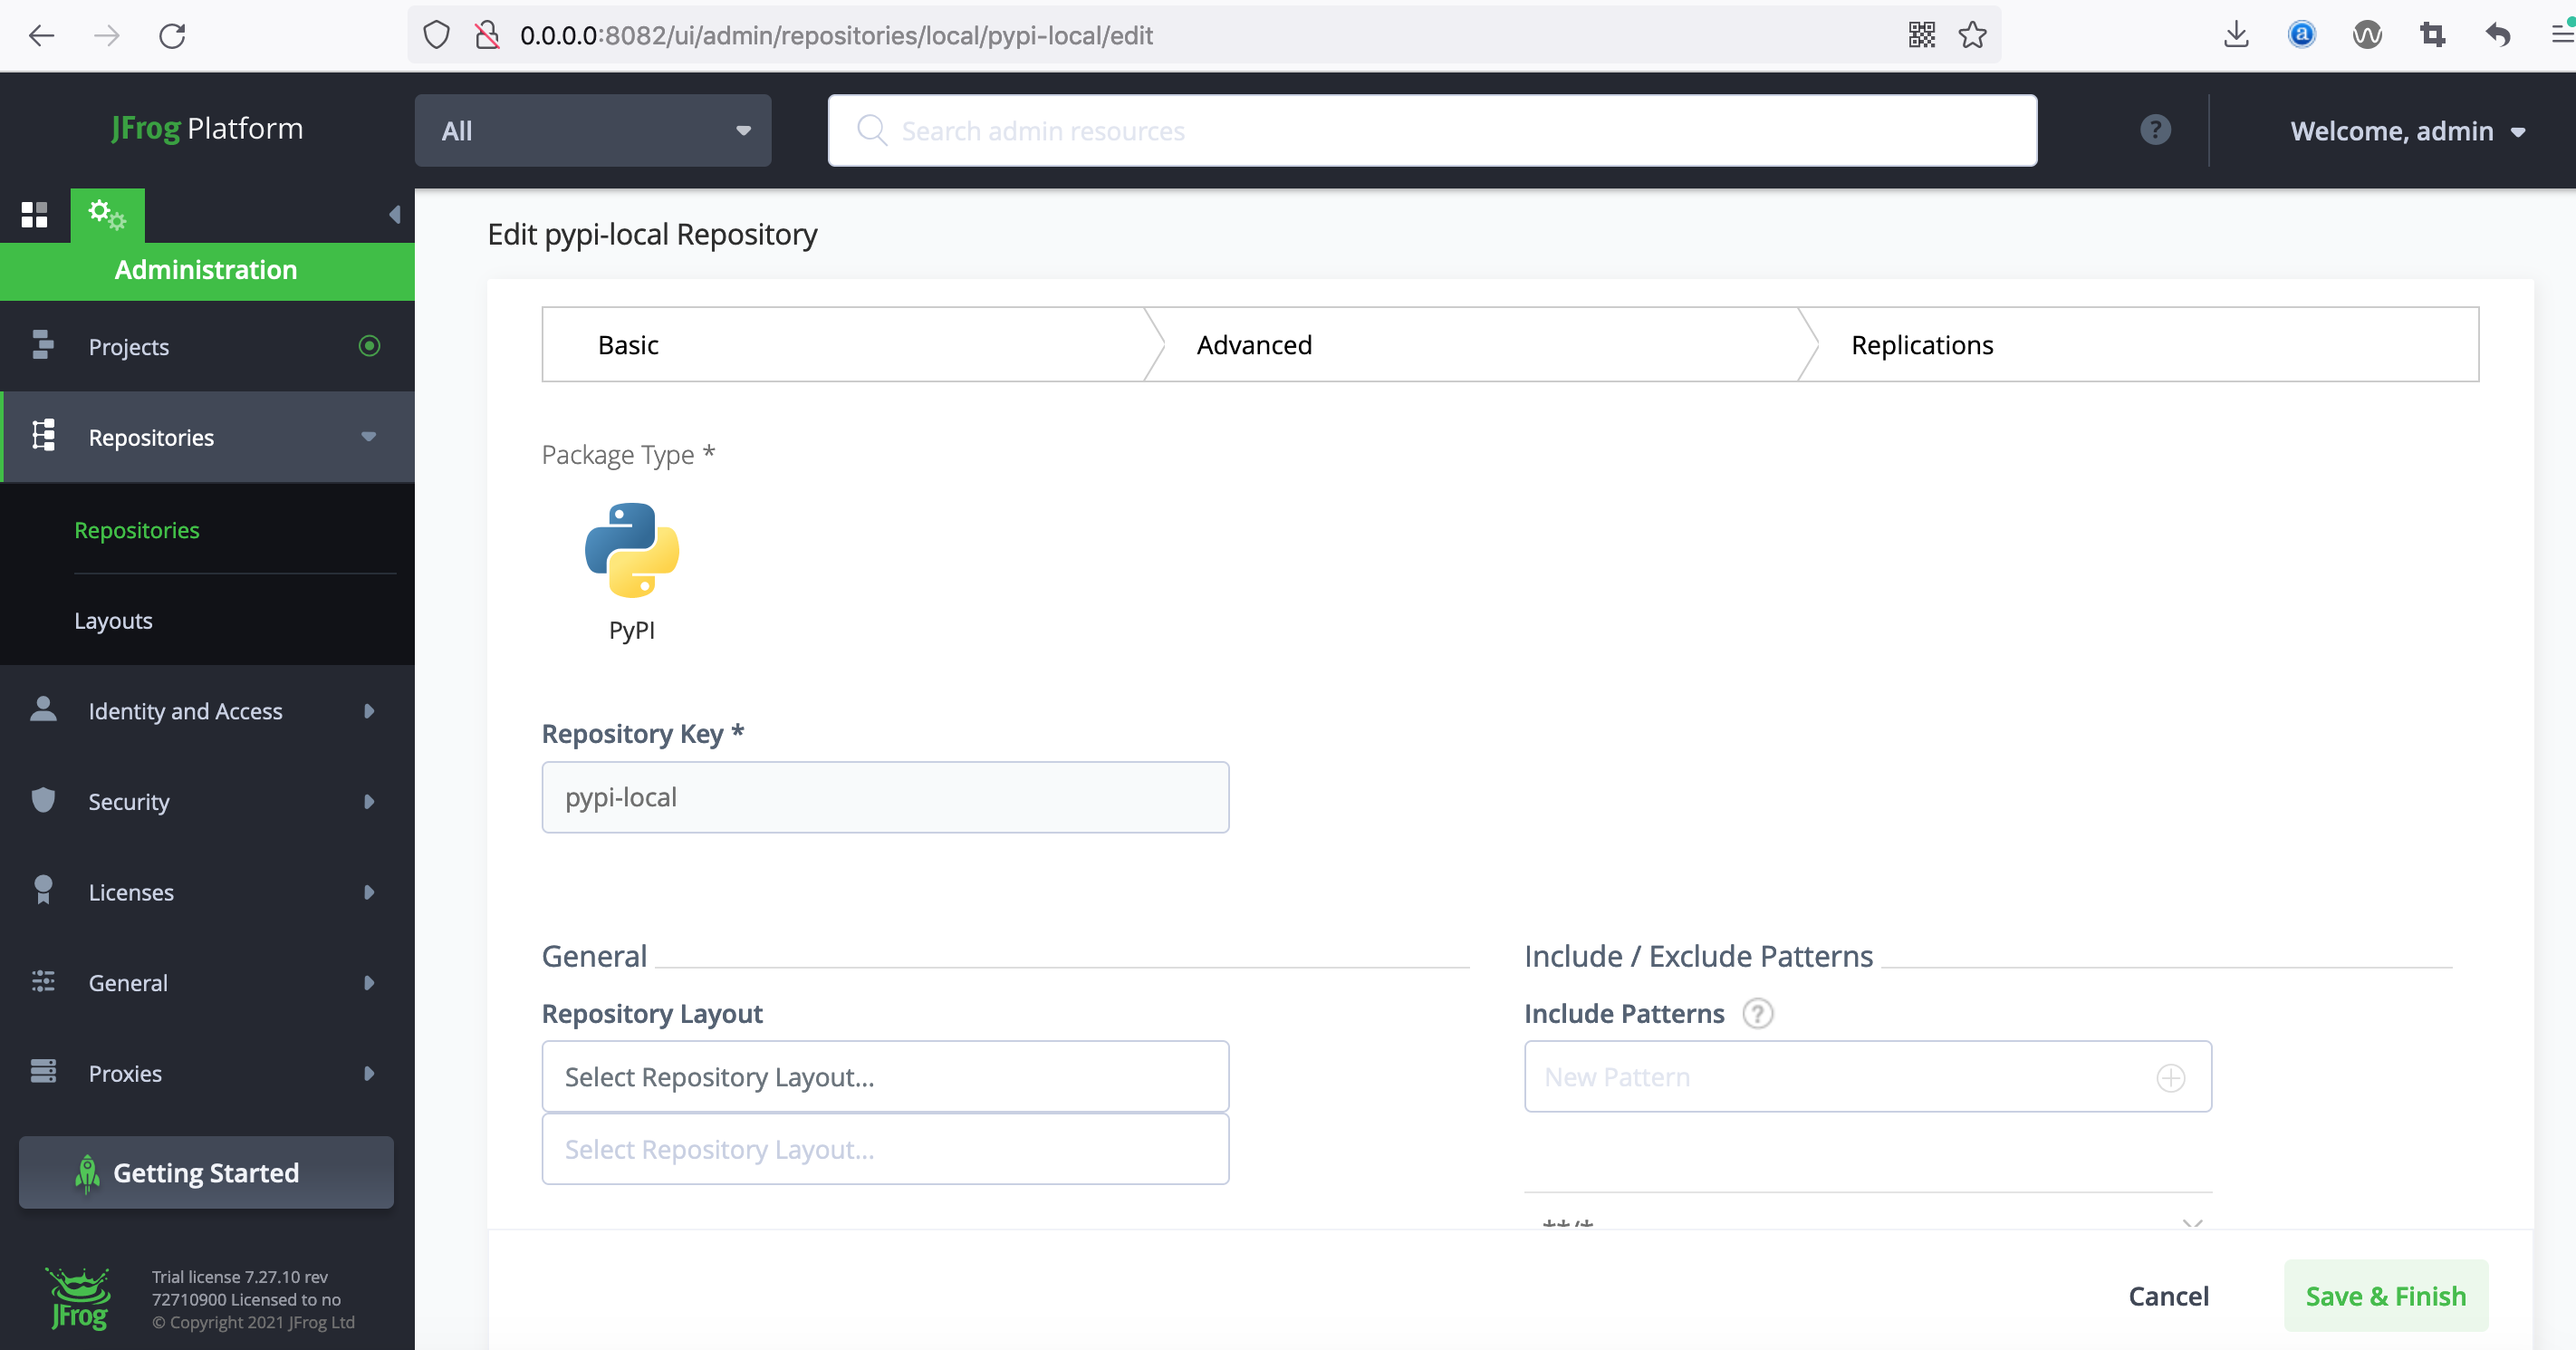 0.0.0.0:8082/ui/admin/repositories/local/pypi-local/edit
JFrog Platform
All
Search admin resources
?
Welcome, admin
Administration
Projects
Repositories
Repositories
Layouts
Identity and Access
Security
Licenses
General
Proxies
Getting Started
JFrog
Trial license 7.27.10 rev
72710900 Licensed to no
© Copyright 2021 JFrog Ltd
Edit pypi-local Repository
Basic
Advanced
Replications
Package Type *
PyPI
Repository Key *
pypi-local
General
Repository Layout
Select Repository Layout...
Select Repository Layout...
Include / Exclude Patterns
Include Patterns ?
New Pattern
**/*
Cancel
Save & Finish